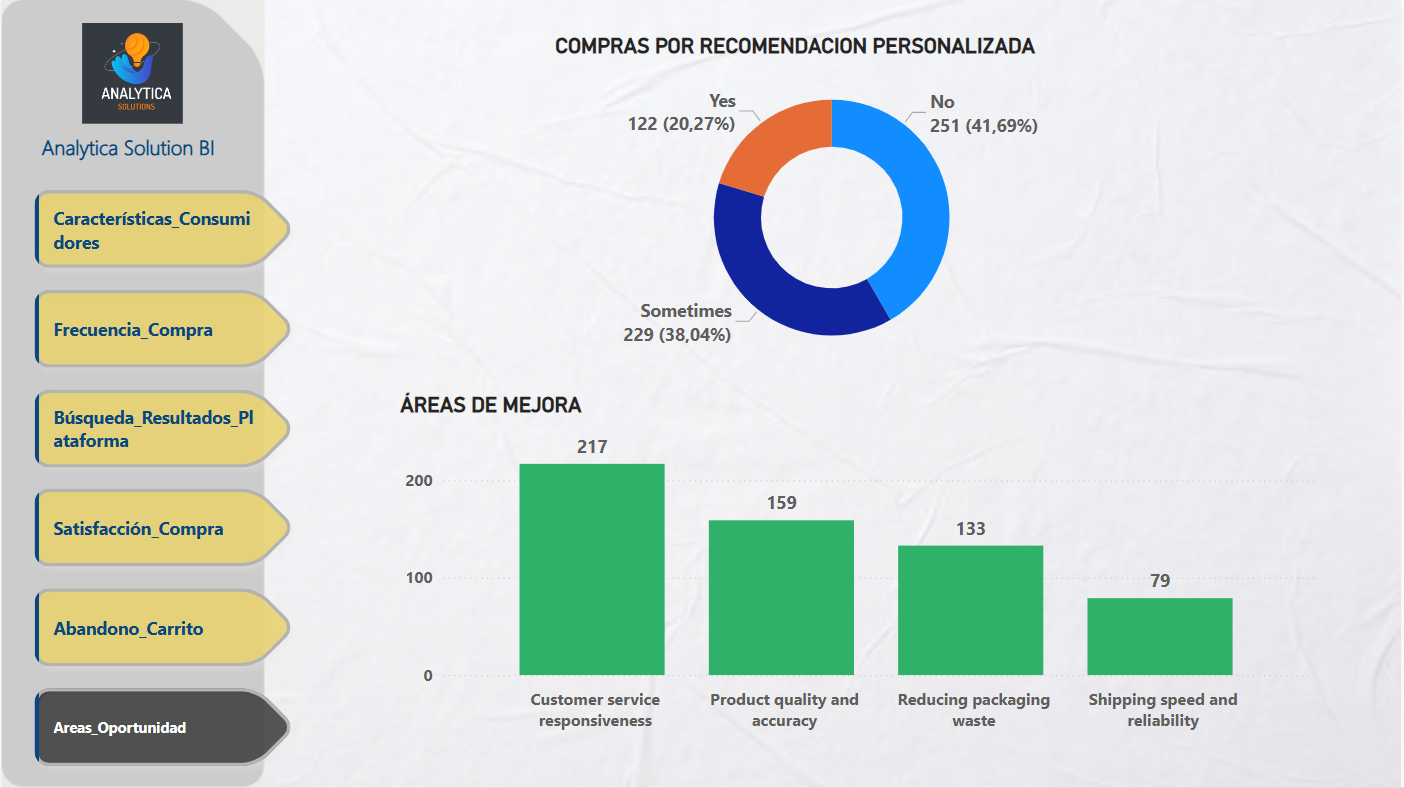 ANALYTICA
SOLUTIONS
Analytica Solution BI
Características_Consumi
dores
Frecuencia_Compra
Búsqueda_Resultados_Pl
ataforma
Satisfacción_Compra
Abandono_Carrito
Areas_Oportunidad
COMPRAS POR RECOMENDACION PERSONALIZADA
Yes
122 (20,27%)
No
251 (41,69%)
Sometimes
229 (38,04%)
ÁREAS DE MEJORA
200
100
0
217
159
133
79
Customer service
responsiveness
Product quality and
accuracy
Reducing packaging
waste
Shipping speed and
reliability